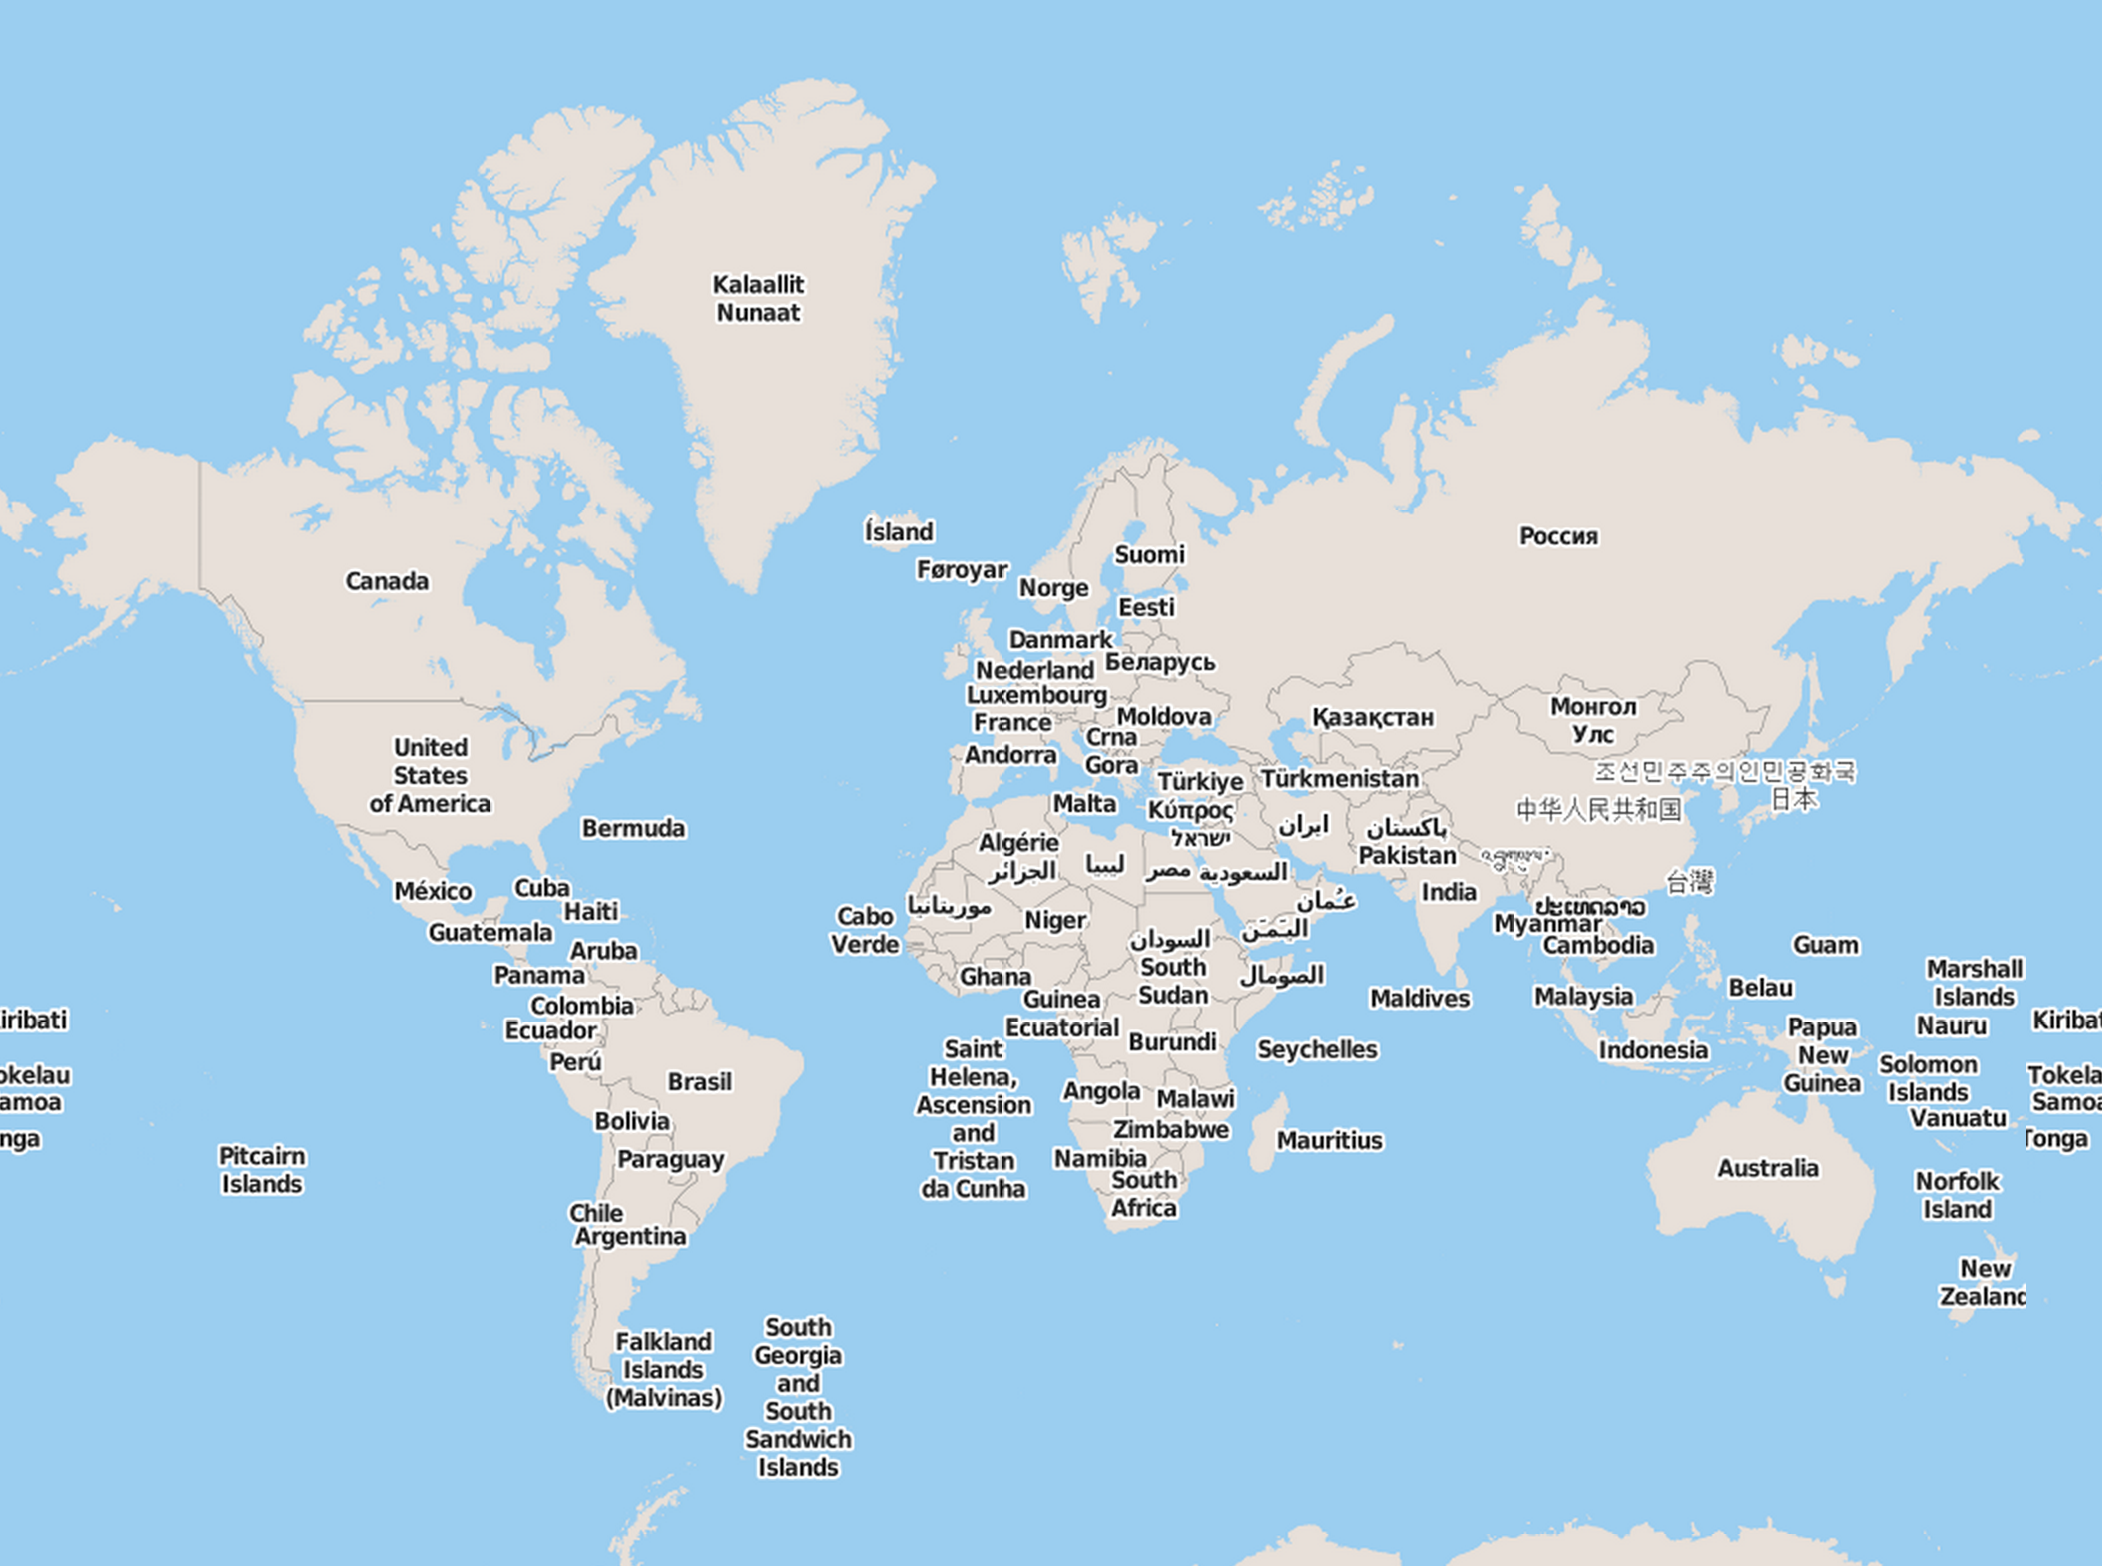 Kalaallit
Nunaat
Ísland
Føroyar
Suomi
Norge
Россия
Eesti
Canada
Danmark
Беларусь
Nederland
Luxembourg
France
Moldova
Қазақстан
Монгол
Улс
United
States
of America
Crna
Gora
Andorra
Türkiye
Türkmenistan
조선민주주의인민공화국
日本
中华人民共和国
Malta
Κύπρος
ישראל
ایران
پاکستان
Pakistan
Bermuda
Algérie
الجزائر
ليبيا
مصر
السعودية
台灣
México
Cuba
Haiti
India
عُمان
موريتانيا
Cabo
Verde
Niger
السودان
اليَمَن
ປະເທດລາວ
Myanmar
Cambodia
Guam
Guatemala
Aruba
Panama
Ghana
South
Sudan
الصومال
Marshall
Islands
Belau
Malaysia
Maldives
Colombia
Guinea
Ecuatorial
Ecuador
iribati
Kiribat
Nauru
Papua
New
Guinea
Burundi
Seychelles
Indonesia
Perú
Brasil
Saint
Helena,
Ascension
and
Tristan
da Cunha
Solomon
Islands
okelau
amoa
Tokela
Samoa
Angola
Malawi
Bolivia
Zimbabwe
Vanuatu
nga
Tonga
Mauritius
Pitcairn
Islands
Paraguay
Namibia
South
Africa
Australia
Norfolk
Island
Chile
Argentina
New
Zealand
Falkland
Islands
(Malvinas)
South
Georgia
and
South
Sandwich
Islands